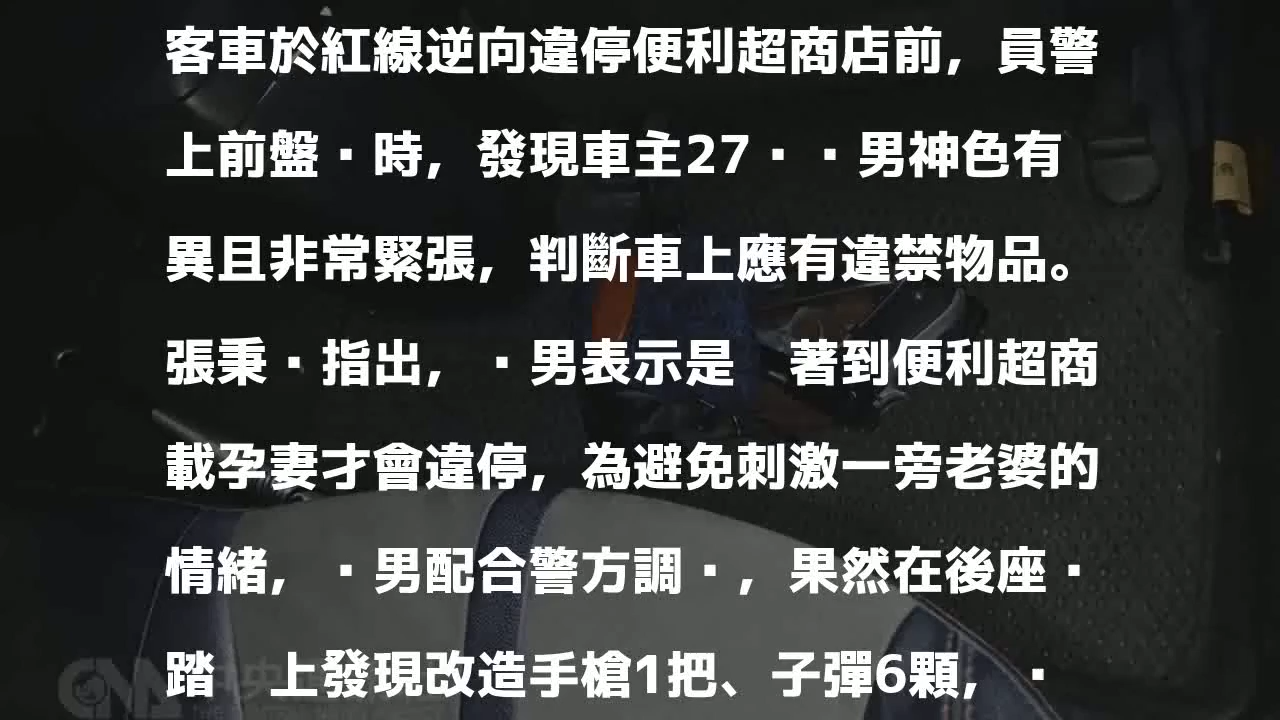 客車於紅線逆向違停便利超商店前，員警
上前盤▪時，發現車主27▪▪男神色有
異且非常緊張，判斷車上應有違禁物品。
張秉▪指出，▪男表示是　著到便利超商
載孕妻才會違停，為避免刺激一旁老婆的
情緒，▪男配合警方調▪，果然在後座▪
踏　上發現改造手槍1把、子彈6顆，▪
CNA 中央